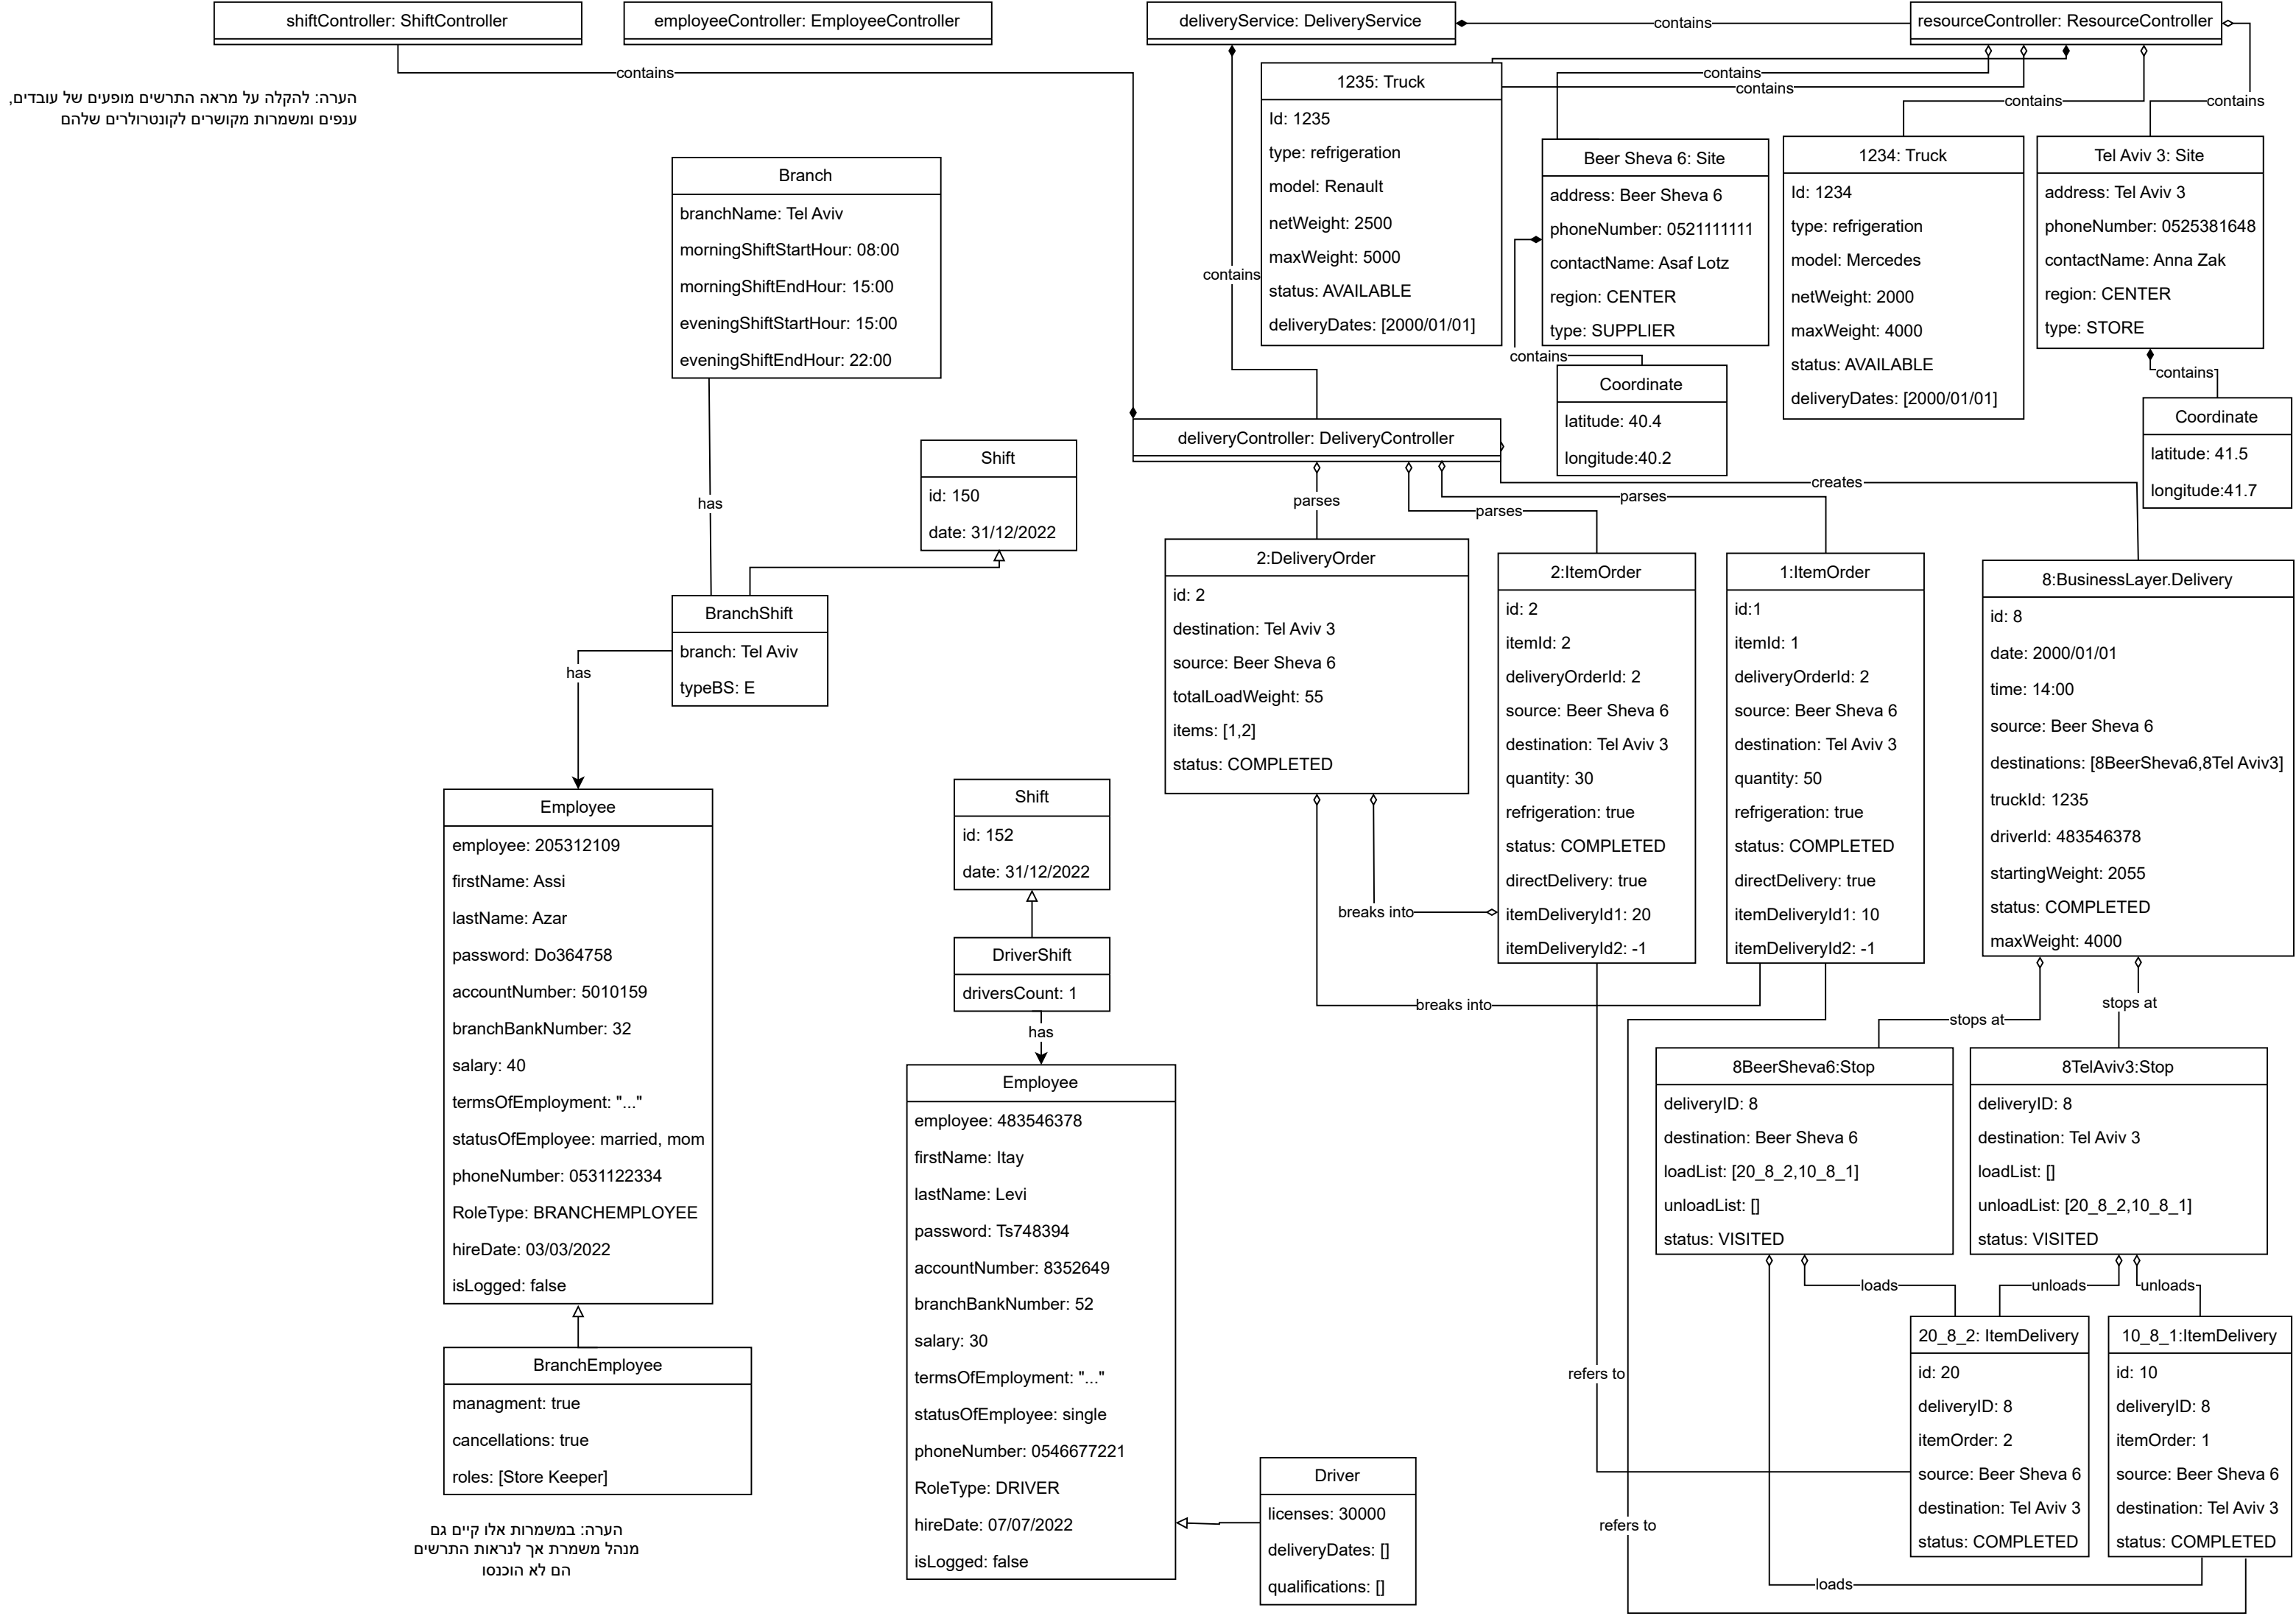 shiftController: ShiftController
employeeController: EmployeeController
deliveryService: DeliveryService
contains
resourceController: ResourceController
contains
הערה: להקלה על מראה התרשים מופעים של עובדים,
ענפים ומשמרות מקושרים לקונטרולרים שלהם
1235: Truck
Id: 1235
type: refrigeration
model: Renault
netWeight: 2500
maxWeight: 5000
status: AVAILABLE
deliveryDates: [2000/01/01]
contains
contains
contains
contains
contains
Beer Sheva 6: Site
address: Beer Sheva 6
phoneNumber: 0521111111
contactName: Asaf Lotz
region: CENTER
type: SUPPLIER
1234: Truck
Id: 1234
type: refrigeration
model: Mercedes
netWeight: 2000
maxWeight: 4000
status: AVAILABLE
deliveryDates: [2000/01/01]
Tel Aviv 3: Site
address: Tel Aviv 3
phoneNumber: 0525381648
contactName: Anna Zak
region: CENTER
type: STORE
contains
Coordinate
latitude: 40.4
longitude:40.2
contains
Coordinate
latitude: 41.5
longitude:41.7
Branch
branchName: Tel Aviv
morningShiftStartHour: 08:00
morningShiftEndHour: 15:00
eveningShiftStartHour: 15:00
eveningShiftEndHour: 22:00
has
Shift
id: 150
date: 31/12/2022
BranchShift
branch: Tel Aviv
typeBS: E
has
deliveryController: DeliveryController
parses
parses
parses
creates
2:DeliveryOrder
id: 2
destination: Tel Aviv 3
source: Beer Sheva 6
totalLoadWeight: 55
items: [1,2]
status: COMPLETED
2:ItemOrder
id: 2
itemId: 2
deliveryOrderId: 2
source: Beer Sheva 6
destination: Tel Aviv 3
quantity: 30
refrigeration: true
status: COMPLETED
directDelivery: true
itemDeliveryId1: 20
itemDeliveryId2: -1
1:ItemOrder
id:1
itemId: 1
deliveryOrderId: 2
source: Beer Sheva 6
destination: Tel Aviv 3
quantity: 50
refrigeration: true
status: COMPLETED
directDelivery: true
itemDeliveryId1: 10
itemDeliveryId2: -1
8:BusinessLayer.Delivery
id: 8
date: 2000/01/01
time: 14:00
source: Beer Sheva 6
destinations: [8BeerSheva6,8Tel Aviv3]
truckId: 1235
driverId: 483546378
startingWeight: 2055
status: COMPLETED
maxWeight: 4000
breaks into
breaks into
stops at
stops at
Employee
employee: 205312109
firstName: Assi
lastName: Azar
password: Do364758
accountNumber: 5010159
branchBankNumber: 32
salary: 40
termsOfEmployment: "..."
statusOfEmployee: married, mom
phoneNumber: 0531122334
RoleType: BRANCHEMPLOYEE
hireDate: 03/03/2022
isLogged: false
BranchEmployee
managment: true
cancellations: true
roles: [Store Keeper]
הערה: במשמרות אלו קיים גם
מנהל משמרת אך לנראות התרשים
הם לא הוכנסו
Shift
id: 152
date: 31/12/2022
DriverShift
driversCount: 1
has
Employee
employee: 483546378
firstName: Itay
lastName: Levi
password: Ts748394
accountNumber: 8352649
branchBankNumber: 52
salary: 30
termsOfEmployment: "..."
statusOfEmployee: single
phoneNumber: 0546677221
RoleType: DRIVER
hireDate: 07/07/2022
isLogged: false
Driver
licenses: 30000
deliveryDates: []
qualifications: []
8BeerSheva6:Stop
deliveryID: 8
destination: Beer Sheva 6
loadList: [20_8_2,10_8_1]
unloadList: []
status: VISITED
8TelAviv3:Stop
deliveryID: 8
destination: Tel Aviv 3
loadList: []
unloadList: [20_8_2,10_8_1]
status: VISITED
loads
unloads
unloads
refers to
refers to
20_8_2: ItemDelivery
id: 20
deliveryID: 8
itemOrder: 2
source: Beer Sheva 6
destination: Tel Aviv 3
status: COMPLETED
10_8_1:ItemDelivery
id: 10
deliveryID: 8
itemOrder: 1
source: Beer Sheva 6
destination: Tel Aviv 3
status: COMPLETED
loads